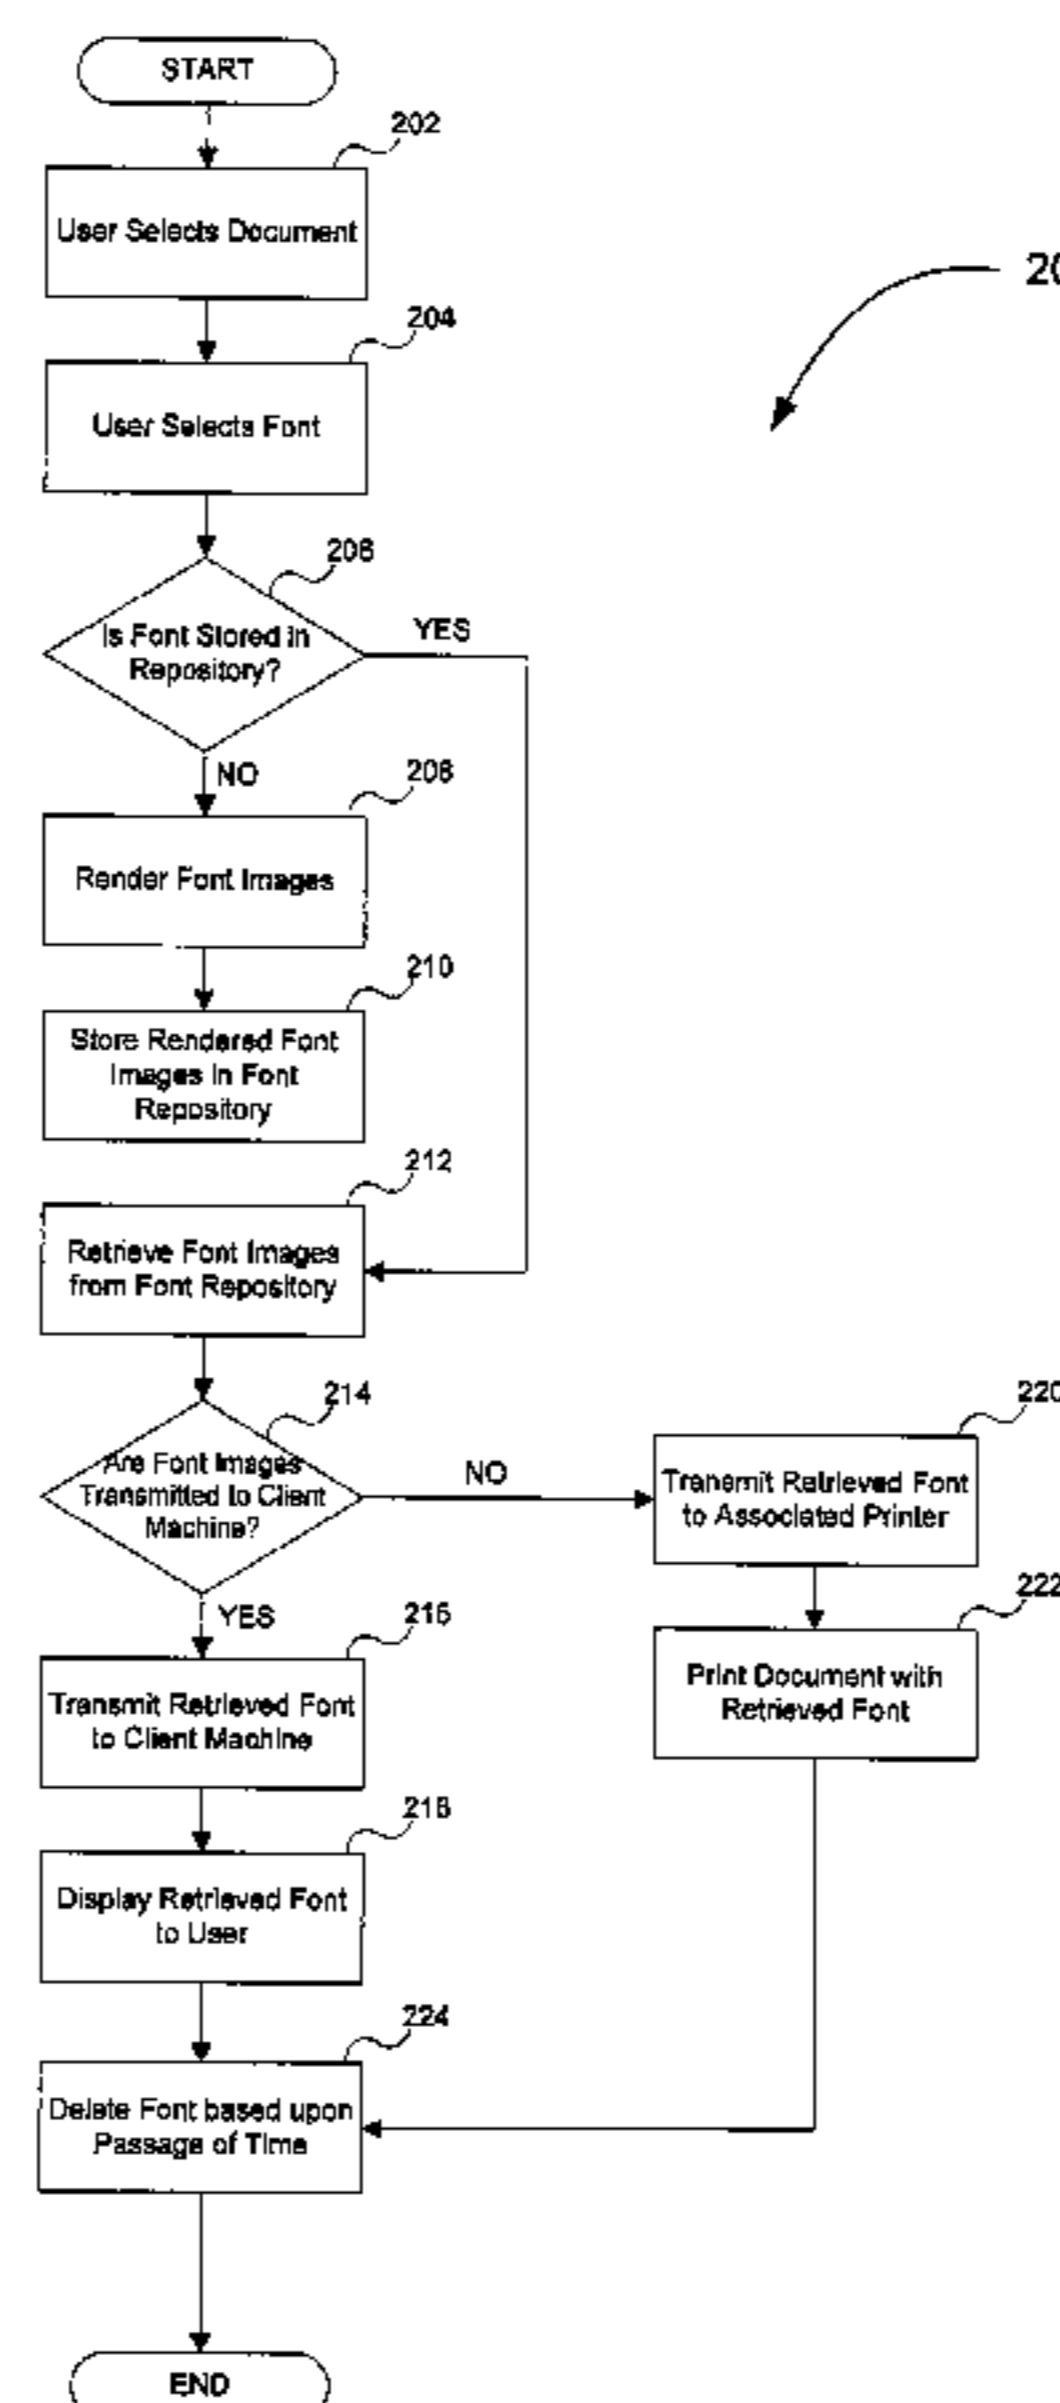 START
202
User Selects Document
20
204
User Selects Font
206
Is Font Stored in
Repository?
YES
NO
208
Render Font Images
210
Store Rendered Font
Images in Font
Repository
212
Retrieve Font Images
from Font Repository
214
Are Font Images
Transmitted to Client
Machine?
NO
220
Transmit Retrieved Font
to Associated Printer
222
Print Document with
Retrieved Font
YES
216
Transmit Retrieved Font
to Client Machine
218
Display Retrieved Font
to User
224
Delete Font based upon
Passage of Time
END